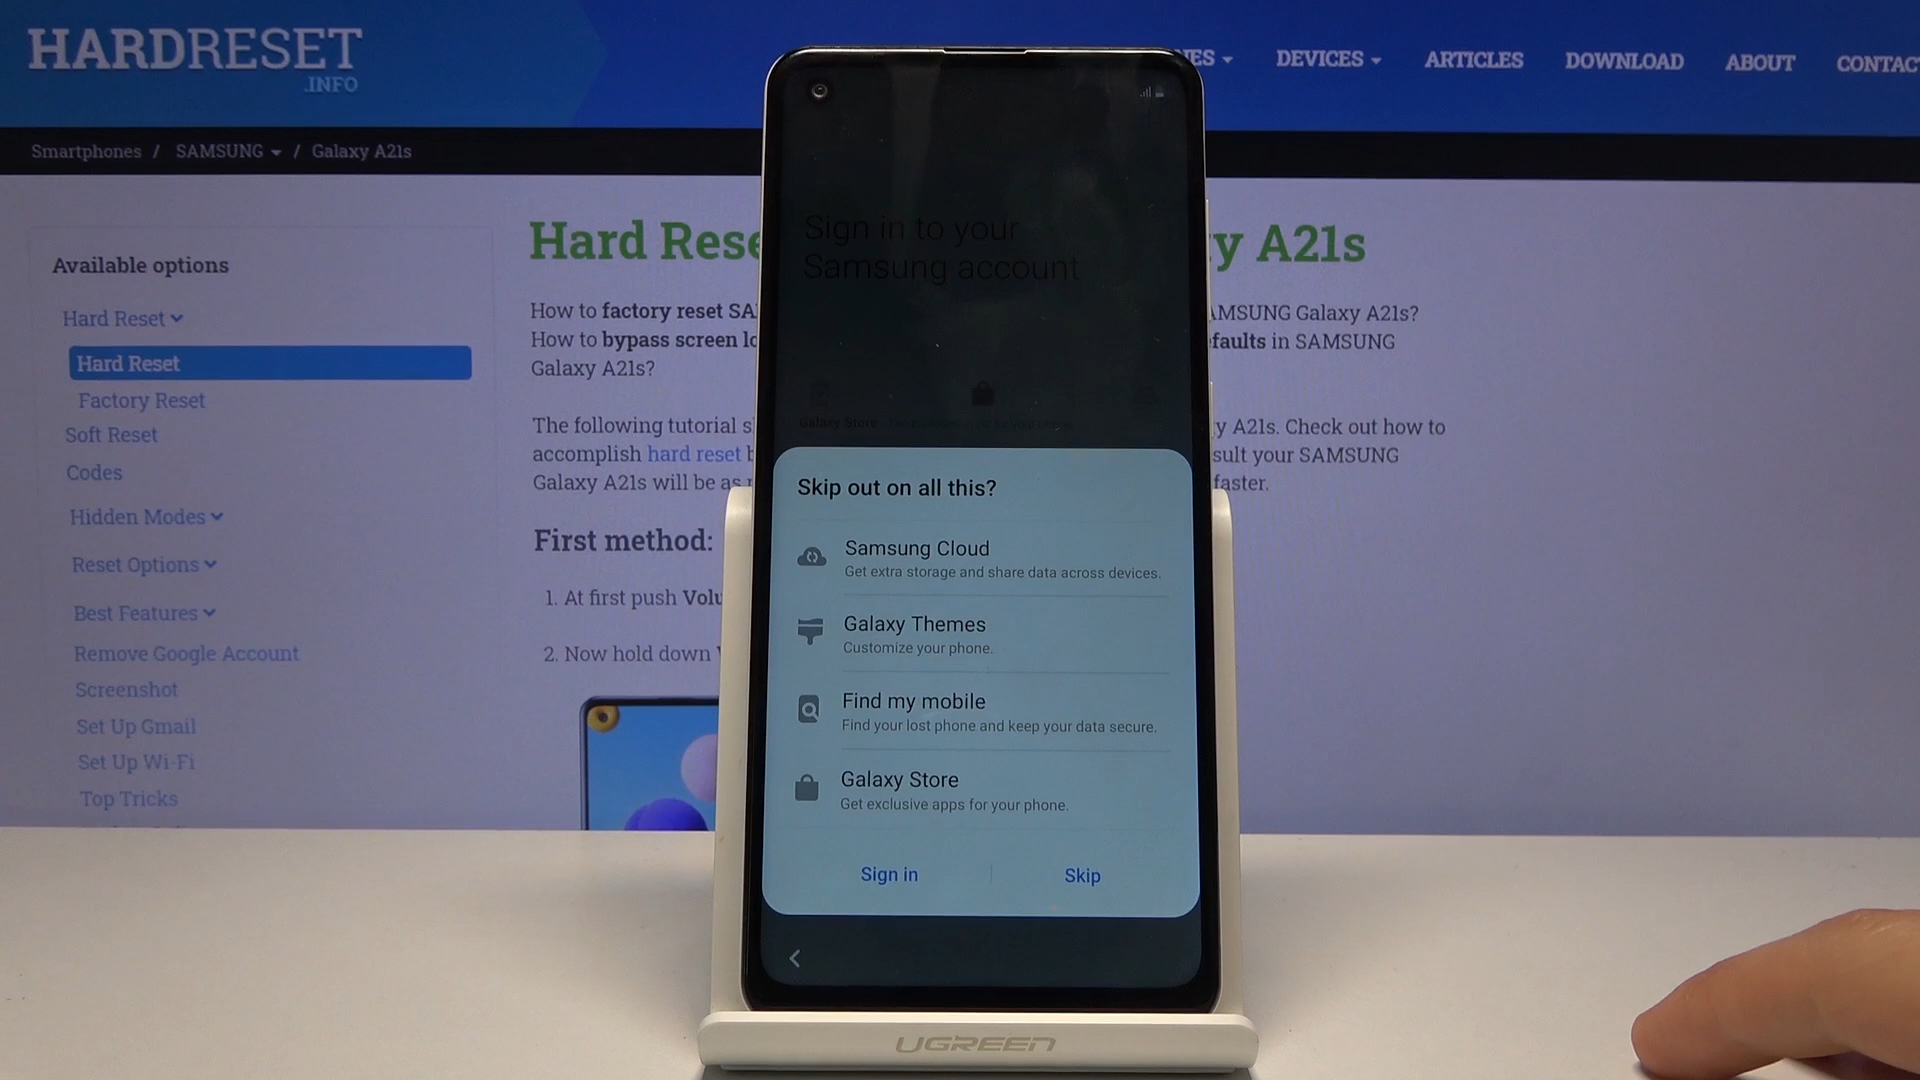 HARDRESET
.INFO
DEVICES
ARTICLES
DOWNLOAD
ABOUT
Smartphones / SAMSUNG / Galaxy A21s
Available options
Hard Reset
Hard Reset
Factory Reset
Soft Reset
Codes
Hidden Modes
Reset Options
Best Features
Remove Google Account
Screenshot
Set Up Gmail
Set Up Wi-Fi
Top Tricks
Hard Rese
y A21s
How to factory reset SA
AMSUNG Galaxy A21s?
How to bypass screen lo
faults in SAMSUNG
Galaxy A21s?
The following tutorial s
y A21s. Check out how to
accomplish hard reset b
sult your SAMSUNG
Galaxy A21s will be as
faster.
First method:
1. At first push Volu
2. Now hold down
Sign in to your
Samsung account
Galaxy Store
Skip out on all this?
Samsung Cloud
Get extra storage and share data across devices.
Galaxy Themes
Customize your phone.
Find my mobile
Find your lost phone and keep your data secure.
Galaxy Store
Get exclusive apps for your phone.
Sign in
Skip
UGREEN